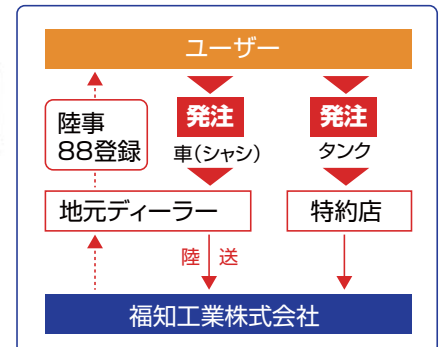 ユーザー
陸事
88登録
発注
車(シャシ)
発注
タンク
地元ディーラー
特約店
陸送
福知工業株式会社